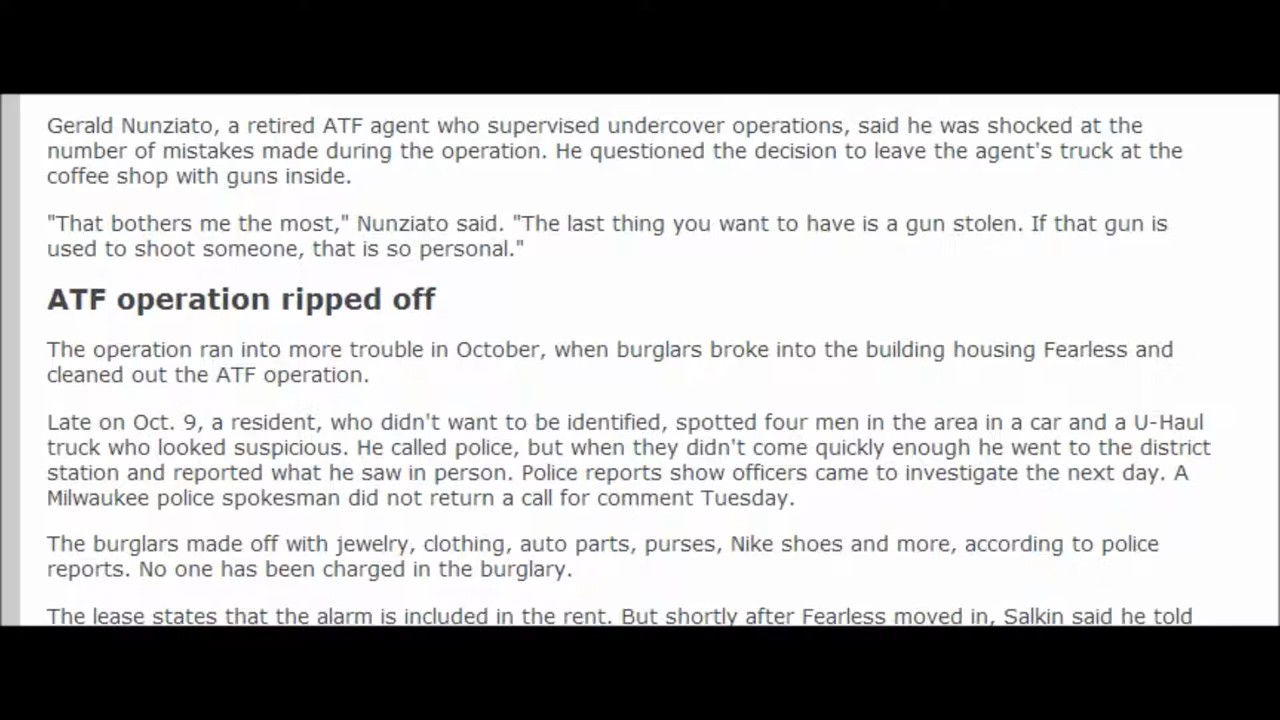 Gerald Nunziato, a retired ATF agent who supervised undercover operations, said he was shocked at the
number of mistakes made during the operation. He questioned the decision to leave the agent's truck at the
coffee shop with guns inside.
"That bothers me the most," Nunziato said. "The last thing you want to have is a gun stolen. If that gun is
used to shoot someone, that is so personal."
ATF operation ripped off
The operation ran into more trouble in October, when burglars broke into the building housing Fearless and
cleaned out the ATF operation.
Late on Oct. 9, a resident, who didn't want to be identified, spotted four men in the area in a car and a U-Haul
truck who looked suspicious. He called police, but when they didn't come quickly enough he went to the district
station and reported what he saw in person. Police reports show officers came to investigate the next day. A
Milwaukee police spokesman did not return a call for comment Tuesday.
The burglars made off with jewelry, clothing, auto parts, purses, Nike shoes and more, according to police
reports. No one has been charged in the burglary.
The lease states that the alarm is included in the rent. But shortly after Fearless moved in, Salkin said he told